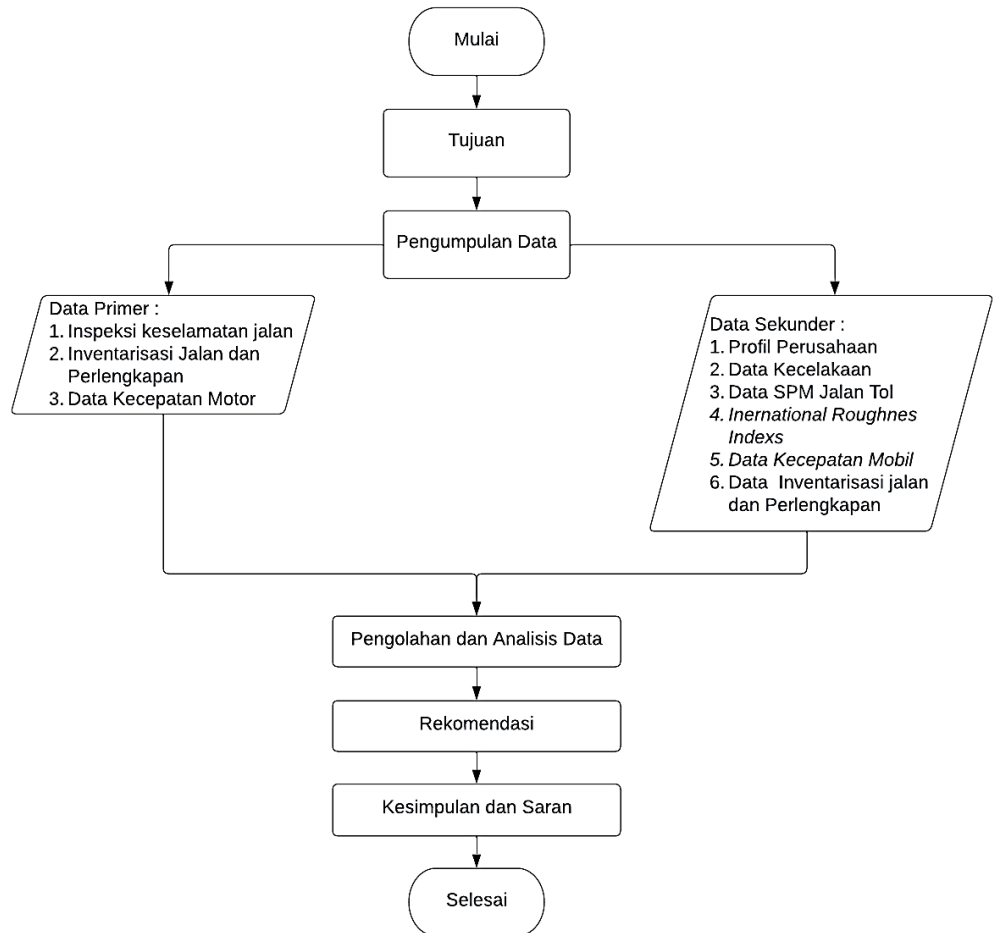 Mulai
Tujuan
Pengumpulan Data
Data Primer :
1. Inspeksi keselamatan jalan
2. Inventarisasi Jalan dan
Perlengkapan
3. Data Kecepatan Motor
Data Sekunder :
1. Profil Perusahaan
2. Data Kecelakaan
3. Data SPM Jalan Tol
4. Inernational Roughnes
Indexs
5. Data Kecepatan Mobil
6. Data Inventarisasi jalan
dan Perlengkapan
Pengolahan dan Analisis Data
Rekomendasi
Kesimpulan dan Saran
Selesai